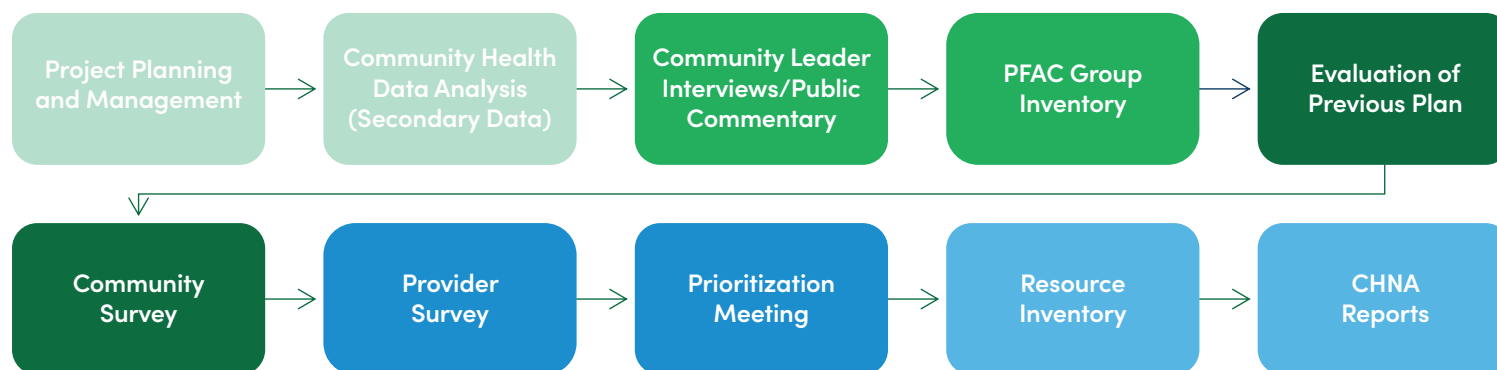 Project Planning
and Management
Community Health
Data Analysis
(Secondary Data)
Community Leader
Interviews/Public
Commentary
PFAC Group
Inventory
Evaluation of
Previous Plan
Community
Survey
Provider
Survey
Prioritization
Meeting
Resource
Inventory
CHNA
Reports